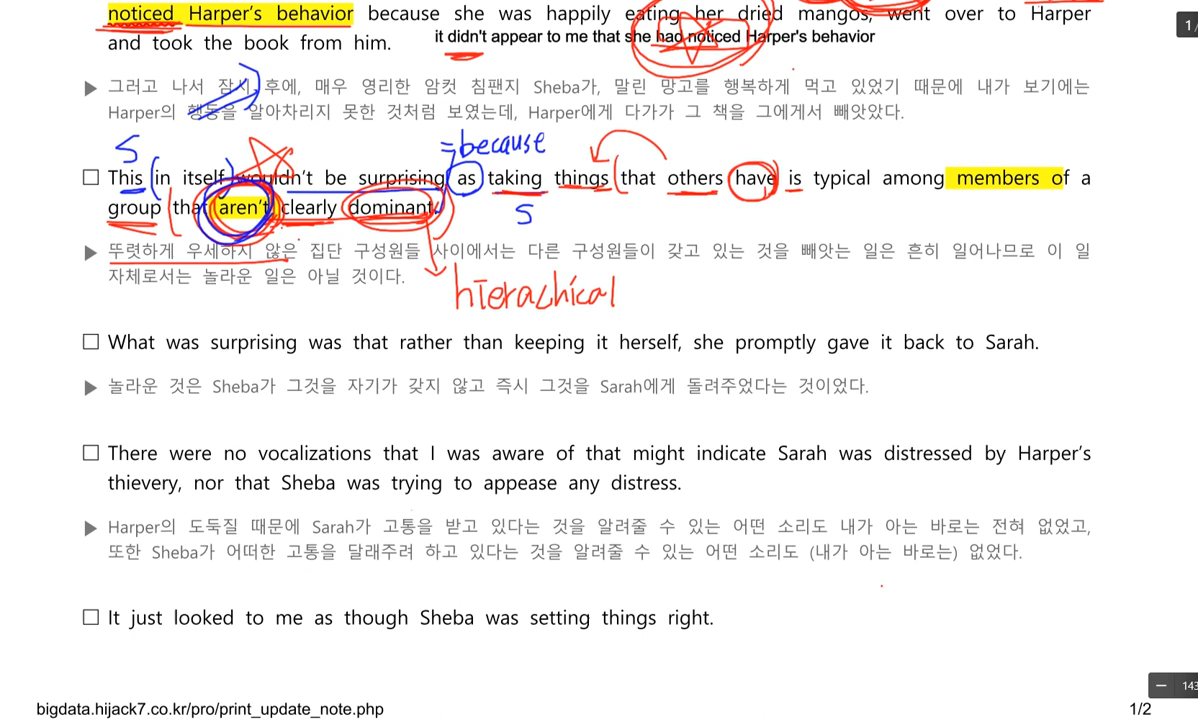 noticed Harper's behavior because she was happily eating her dried mangos, went over to Harper
and took the book from him. it didn't appear to me that she had noticed Harper's behavior
1/
▶ 그러고 나서 잠시 후에, 매우 영리한 암컷 침팬지 Sheba가, 말린 망고를 행복하게 먹고 있었기 때문에 내가 보기에는
Harper의 행동을 알아차리지 못한 것처럼 보였는데, Harper에게 다가가 그 책을 그에게서 빼앗았다.
S =because
□ This in itself wouldn't be surprising as taking things that others have is typical among members of a
group that aren't clearly dominant.
S
▶ 뚜렷하게 우세하지 않은 집단 구성원들 사이에서는 다른 구성원들이 갖고 있는 것을 빼앗는 일은 흔히 일어나므로 이 일
자체로서는 놀라운 일은 아닐 것이다.
hierachical
□ What was surprising was that rather than keeping it herself, she promptly gave it back to Sarah.
▶ 놀라운 것은 Sheba가 그것을 자기가 갖지 않고 즉시 그것을 Sarah에게 돌려주었다는 것이었다.
□ There were no vocalizations that I was aware of that might indicate Sarah was distressed by Harper's
thievery, nor that Sheba was trying to appease any distress.
▶ Harper의 도둑질 때문에 Sarah가 고통을 받고 있다는 것을 알려줄 수 있는 어떤 소리도 내가 아는 바로는 전혀 없었고,
또한 Sheba가 어떠한 고통을 달래주려 하고 있다는 것을 알려줄 수 있는 어떤 소리도 (내가 아는 바로는) 없었다.
□ It just looked to me as though Sheba was setting things right.
143
bigdata.hijack7.co.kr/pro/print_update_note.php 1/2